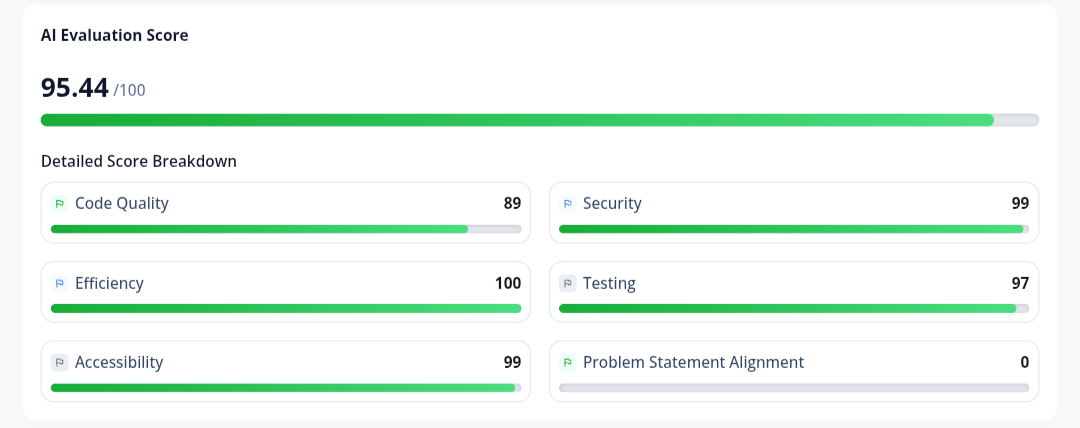 AI Evaluation Score
95.44 /100
Detailed Score Breakdown
Code Quality 89
Security 99
Efficiency 100
Testing 97
Accessibility 99
Problem Statement Alignment 0